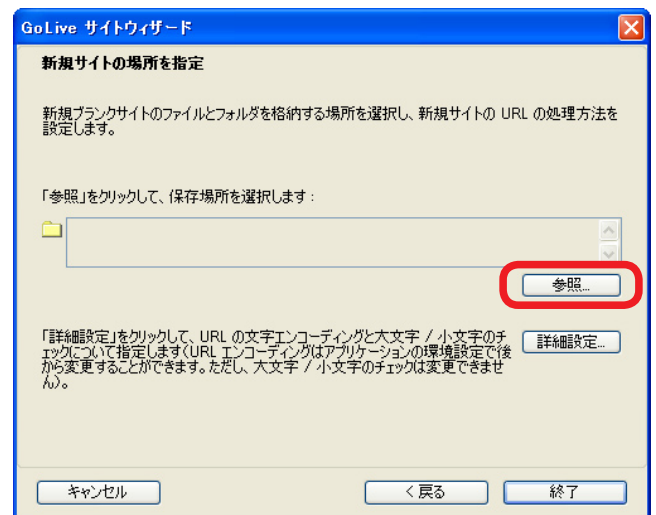 GoLive サイトウィザード
新規サイトの場所を指定
新規ブランクサイトのファイルとフォルダを格納する場所を選択し、新規サイトの URL の処理方法を
設定します。
「参照」をクリックして、保存場所を選択します：
参照...
「詳細設定」をクリックして、URL の文字エンコーディングと大文字 / 小文字のチ
ェックについて指定します(URL エンコーディングはアプリケーションの環境設定で後
から変更することができます。ただし、大文字 / 小文字のチェックは変更できませ
ん)。
詳細設定...
キャンセル
< 戻る
終了